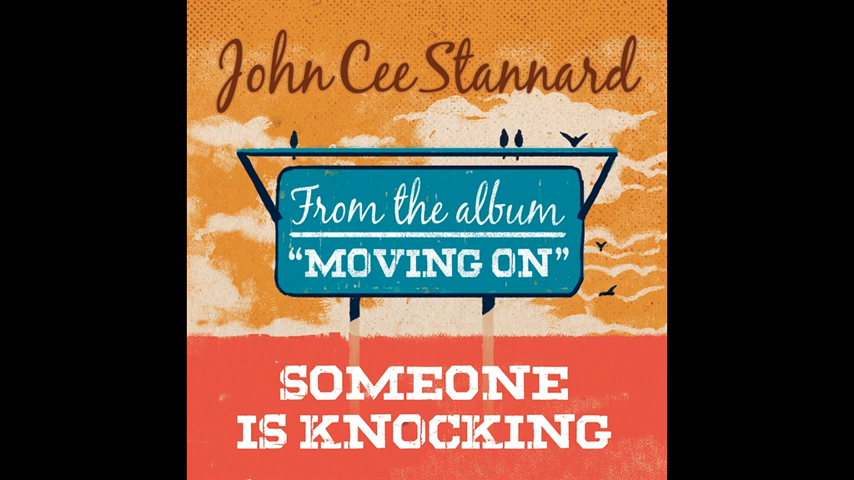 John Cee Stannard
From the album
“MOVING ON”
SOMEONE
IS KNOCKING